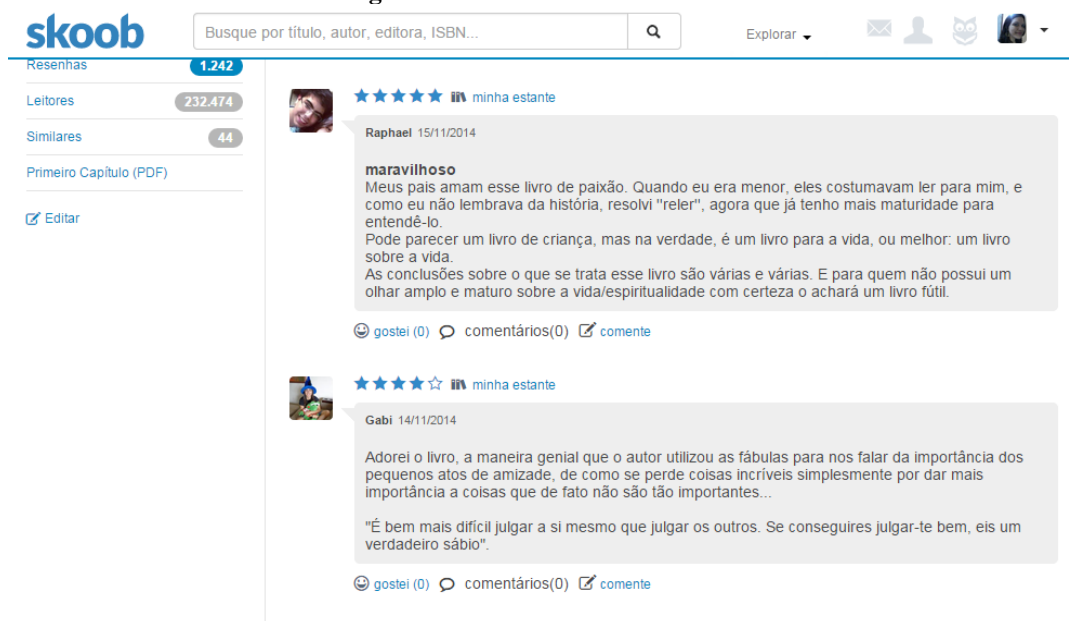 skoob
Busque por título, autor, editora, ISBN...
Explorar
Resenhas 1.242
Leitores 232.474
Similares 44
Primeiro Capítulo (PDF)
Editar
minha estante
Raphael 15/11/2014
maravilhoso
Meus pais amam esse livro de paixão. Quando eu era menor, eles costumavam ler para mim, e
como eu não lembrava da história, resolvi "reler", agora que já tenho mais maturidade para
entendê-lo.
Pode parecer um livro de criança, mas na verdade, é um livro para a vida, ou melhor: um livro
sobre a vida.
As conclusões sobre o que se trata esse livro são várias e várias. E para quem não possui um
olhar amplo e maturo sobre a vida/espiritualidade com certeza o achará um livro fútil.
gostei (0) comentários(0) comente
minha estante
Gabi 14/11/2014
Adorei o livro, a maneira genial que o autor utilizou as fábulas para nos falar da importância dos
pequenos atos de amizade, de como se perde coisas incríveis simplesmente por dar mais
importância a coisas que de fato não são tão importantes...
"É bem mais difícil julgar a si mesmo que julgar os outros. Se conseguires julgar-te bem, eis um
verdadeiro sábio".
gostei (0) comentários(0) comente